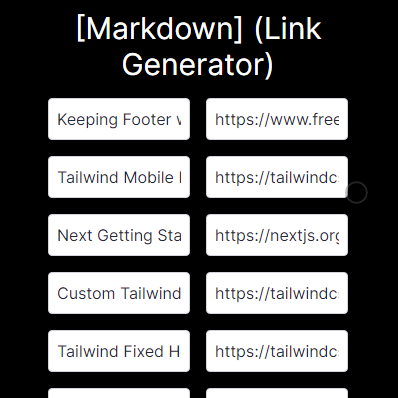 [Markdown] (Link
Generator)
Keeping Footer https://www.free
Tailwind Mobile https://tailwindc
Next Getting Sta https://nextjs.org
Custom Tailwind https://tailwindc
Tailwind Fixed H https://tailwindc